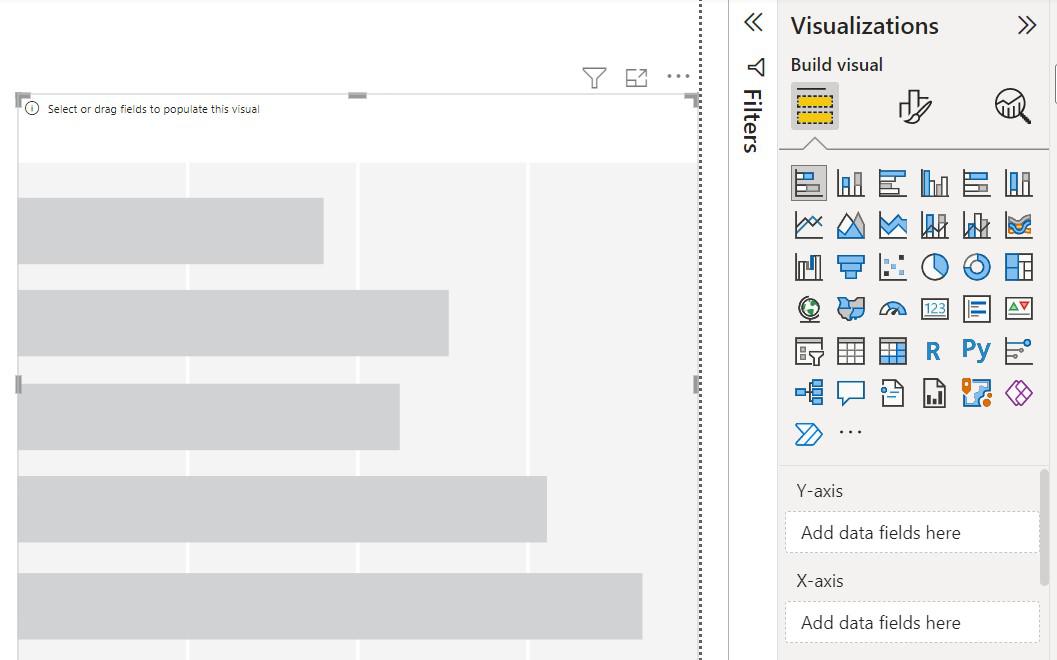 Select or drag fields to populate this visual
Filters
Visualizations
Build visual
123
R
Py
Y-axis
Add data fields here
X-axis
Add data fields here